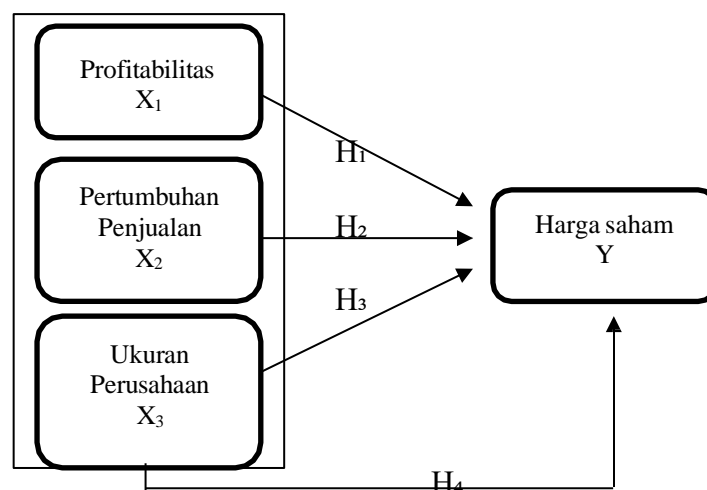 Profitabilitas
X₁
H₁
Pertumbuhan
Penjualan
X₂
H₂
Harga saham
Y
H₃
Ukuran
Perusahaan
X₃
H₄